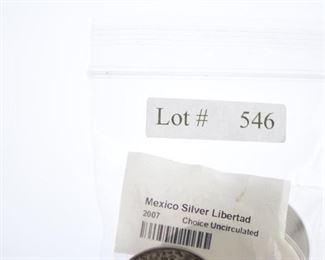 Lot # 546
Mexico Silver Libertad
2007 Choice Uncirculated